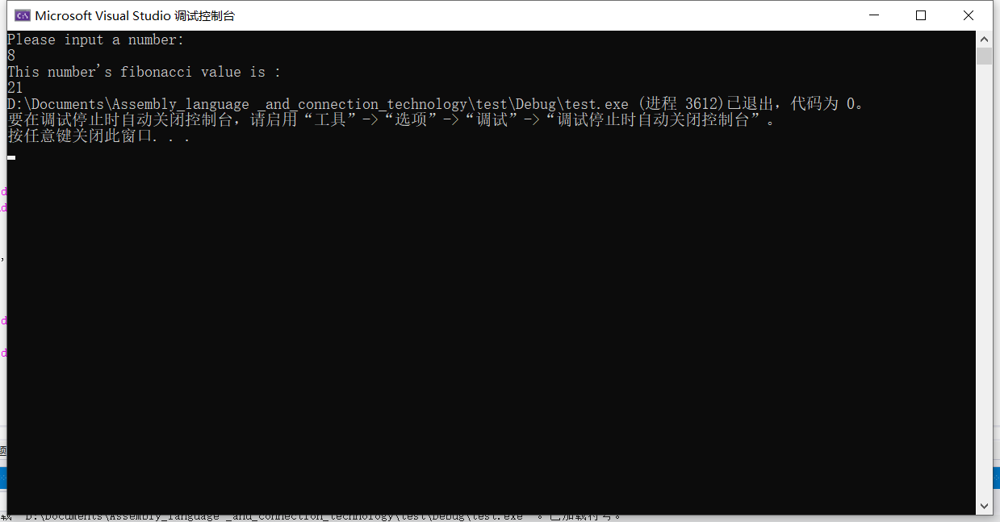 Microsoft Visual Studio 调试控制台
Please input a number:
8
This number's fibonacci value is :
21
D:\Documents\Assembly_language _and_connection_technology\test\Debug\test.exe (进程 3612)已退出，代码为 0。
要在调试停止时自动关闭控制台，请启用“工具”->“选项”->“调试”->“调试停止时自动关闭控制台”。
按任意键关闭此窗口. . .
D:\Documents\Assembly_language _and_connection_technology\test\Debug\test.exe 。已加载符号。